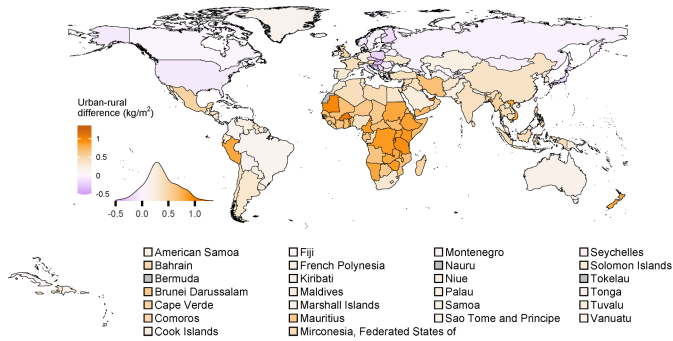 Urban-rural
difference (kg/m²)
1
0.5
0
-0.5
-0.5 0.0 0.5 1.0
American Samoa Fiji Montenegro Seychelles
Bahrain French Polynesia Nauru Solomon Islands
Bermuda Kiribati Niue Tokelau
Brunei Darussalam Maldives Palau Tonga
Cape Verde Marshall Islands Samoa Tuvalu
Comoros Mauritius Sao Tome and Principe Vanuatu
Cook Islands Mirconesia, Federated States of